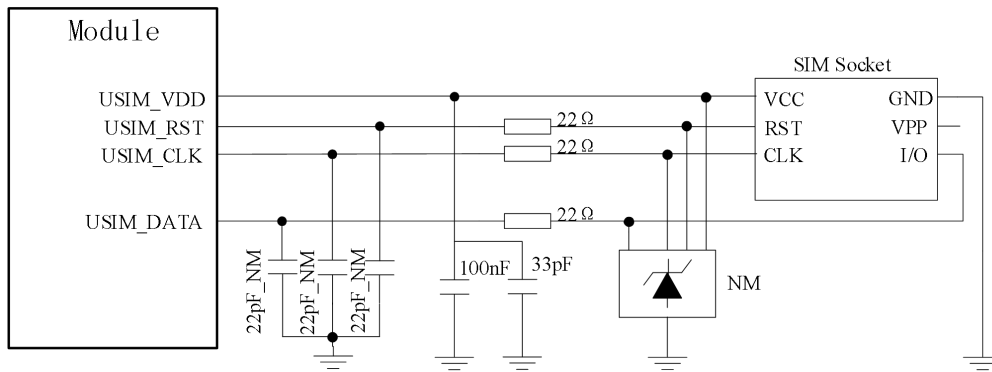 Module
SIM Socket
USIM_VDD
VCC
GND
USIM_RST
22Ω
RST
VPP
USIM_CLK
22Ω
CLK
I/O
USIM_DATA
22Ω
22pF_NM
22pF_NM
22pF_NM
100nF
33pF
NM